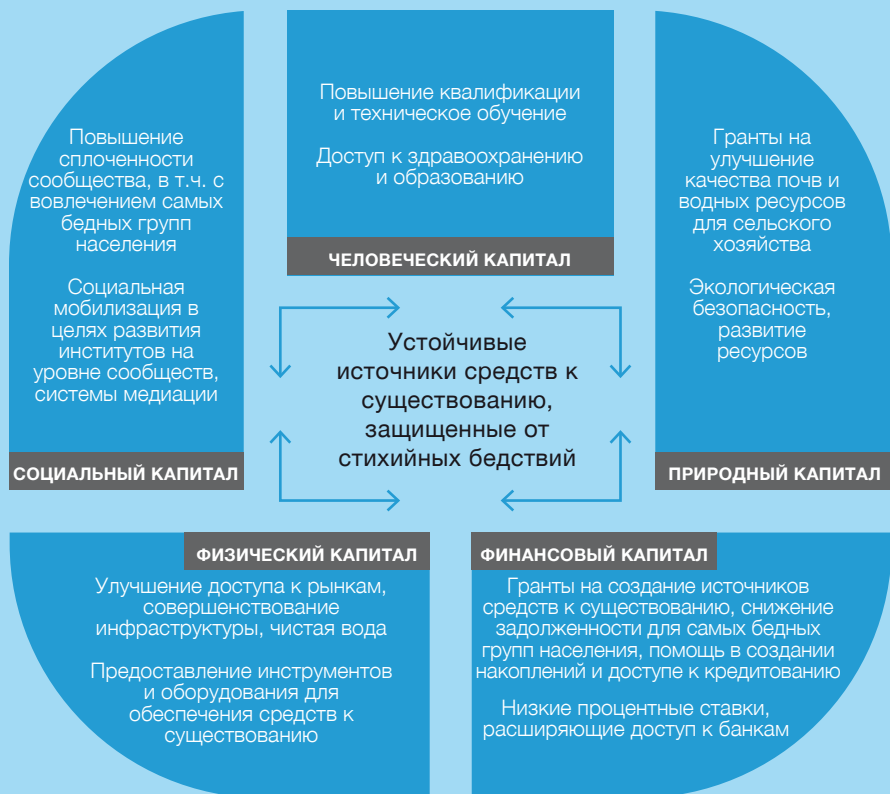 Повышение
сплоченности
сообщества, в т.ч. с
вовлечением самых
бедных групп
населения
Социальная
мобилизация в
целях развития
институтов на
уровне сообществ,
системы медиации
СОЦИАЛЬНЫЙ КАПИТАЛ
Повышение квалификации
и техническое обучение
Доступ к здравоохранению
и образованию
ЧЕЛОВЕЧЕСКИЙ КАПИТАЛ
Гранты на
улучшение
качества почв и
водных ресурсов
для сельского
хозяйства
Экологическая
безопасность,
развитие
ресурсов
ПРИРОДНЫЙ КАПИТАЛ
Устойчивые
источники средств к
существованию,
защищенные от
стихийных бедствий
ФИЗИЧЕСКИЙ КАПИТАЛ
Улучшение доступа к рынкам,
совершенствование
инфраструктуры, чистая вода
Предоставление инструментов
и оборудования для
обеспечения средств к
существованию
ФИНАНСОВЫЙ КАПИТАЛ
Гранты на создание источников
средств к существованию, снижение
задолженности для самых бедных
групп населения, помощь в создании
накоплений и доступе к кредитованию
Низкие процентные ставки,
расширяющие доступ к банкам